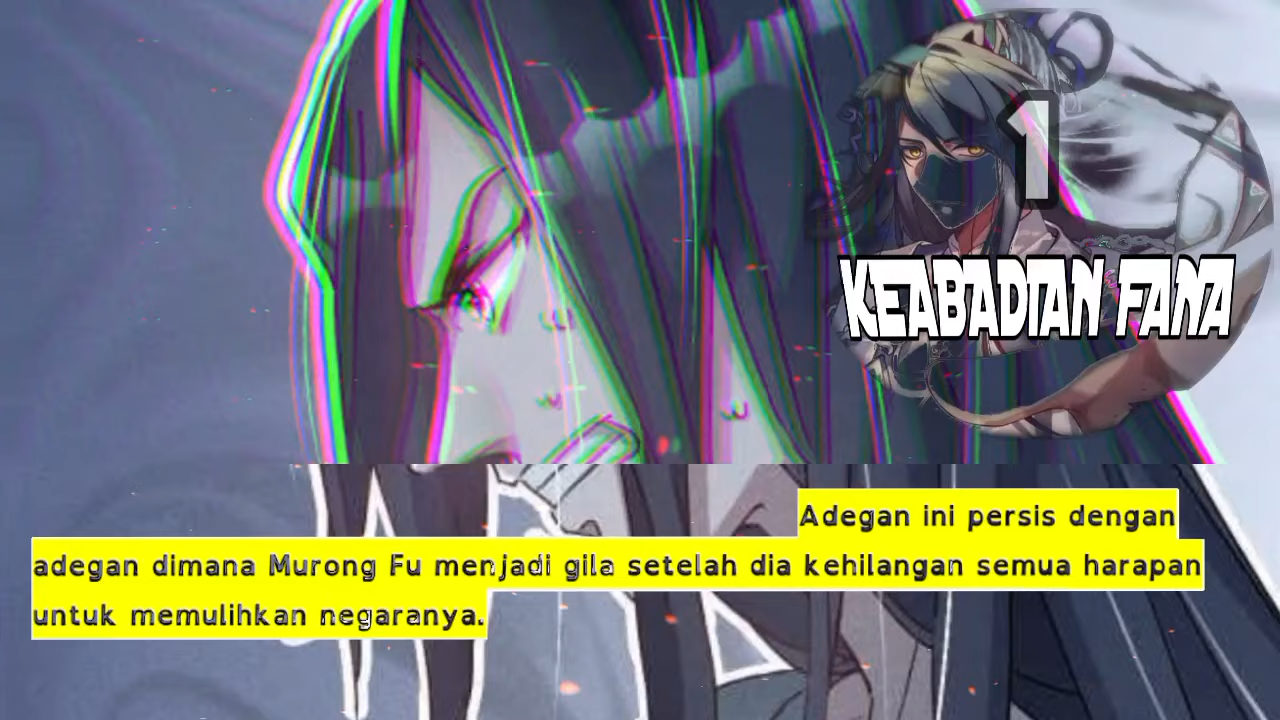 1
KEABADIAN FANA
Adegan ini persis dengan
adegan dimana Murong Fu menjadi gila setelah dia kehilangan semua harapan
untuk memulihkan negaranya.